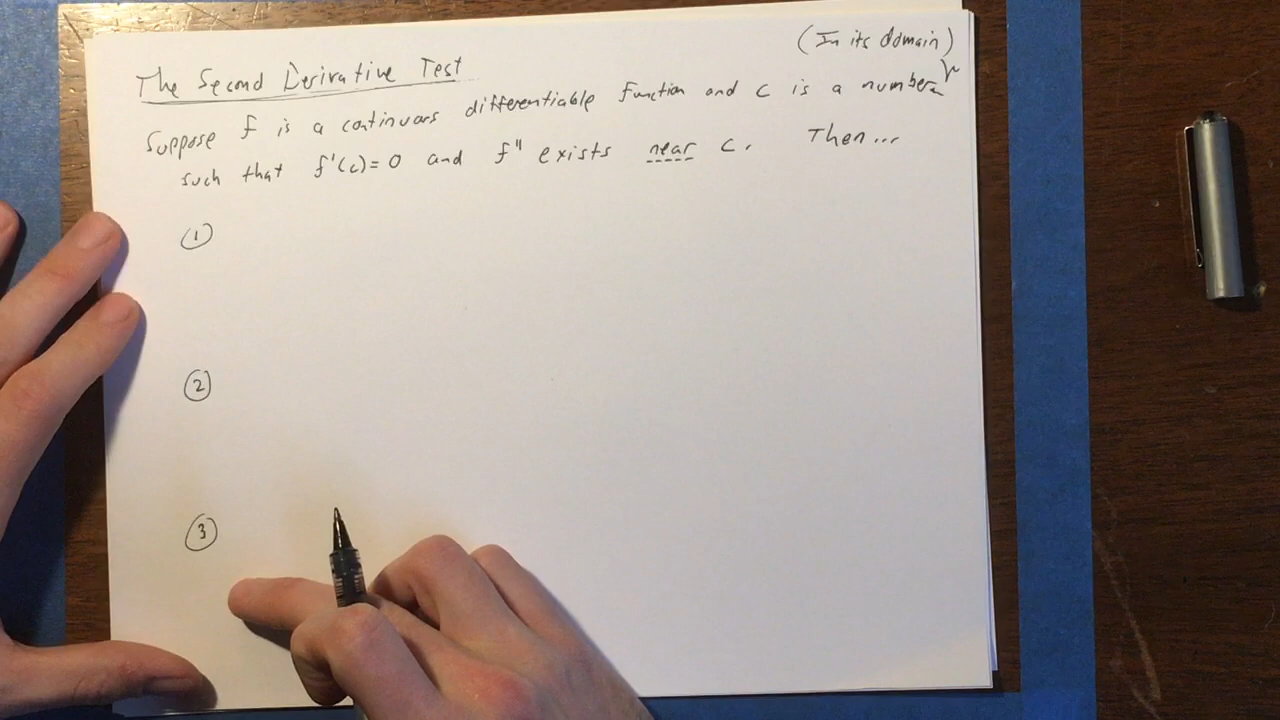 The Second Derivative Test
(In its domain)
Suppose f is a continuous differentiable function and c is a number
such that f'(c)=0 and f" exists near c. Then...
①
②
③